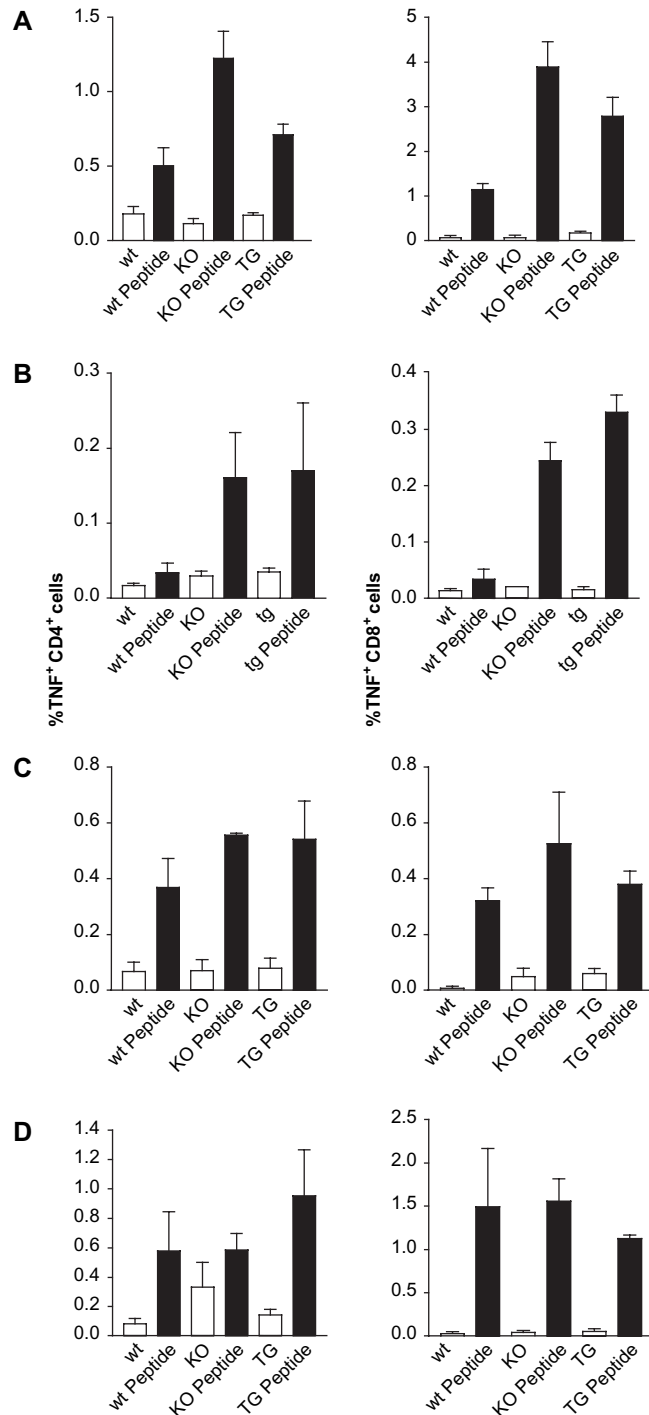 A
1.5
1.0
0.5
0.0
wt
wt Peptide
KO
KO Peptide
TG
TG Peptide
5
4
3
2
1
0
wt
wt Peptide
KO
KO Peptide
TG
TG Peptide
B
%TNF+ CD4+ cells
0.3
0.2
0.1
0.0
wt
wt Peptide
KO
KO Peptide
tg
tg Peptide
%TNF+ CD8+ cells
0.4
0.3
0.2
0.1
0.0
wt
wt Peptide
KO
KO Peptide
tg
tg Peptide
C
0.8
0.6
0.4
0.2
0.0
wt
wt Peptide
KO
KO Peptide
TG
TG Peptide
0.8
0.6
0.4
0.2
0.0
wt
wt Peptide
KO
KO Peptide
TG
TG Peptide
D
1.4
1.2
1.0
0.8
0.6
0.4
0.2
0.0
wt
wt Peptide
KO
KO Peptide
TG
TG Peptide
2.5
2.0
1.5
1.0
0.5
0.0
wt
wt Peptide
KO
KO Peptide
TG
TG Peptide